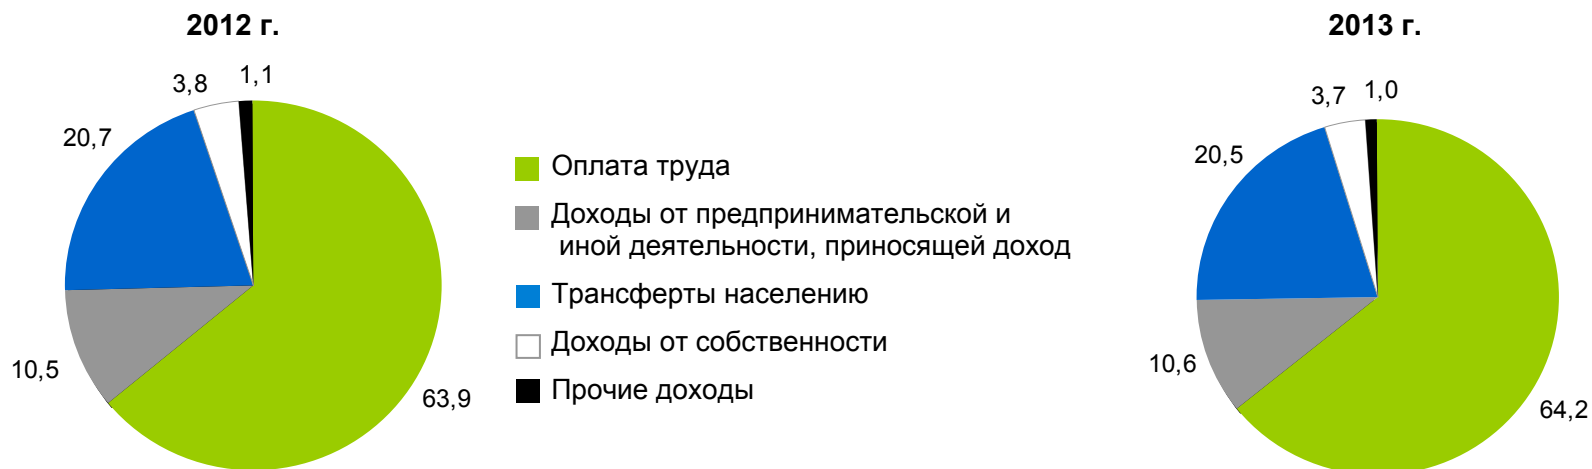 2012 г.
1,1
3,8
20,7
10,5
63,9
Оплата труда
Доходы от предпринимательской и
иной деятельности, приносящей доход
Трансферты населению
Доходы от собственности
Прочие доходы
2013 г.
1,0
3,7
20,5
10,6
64,2